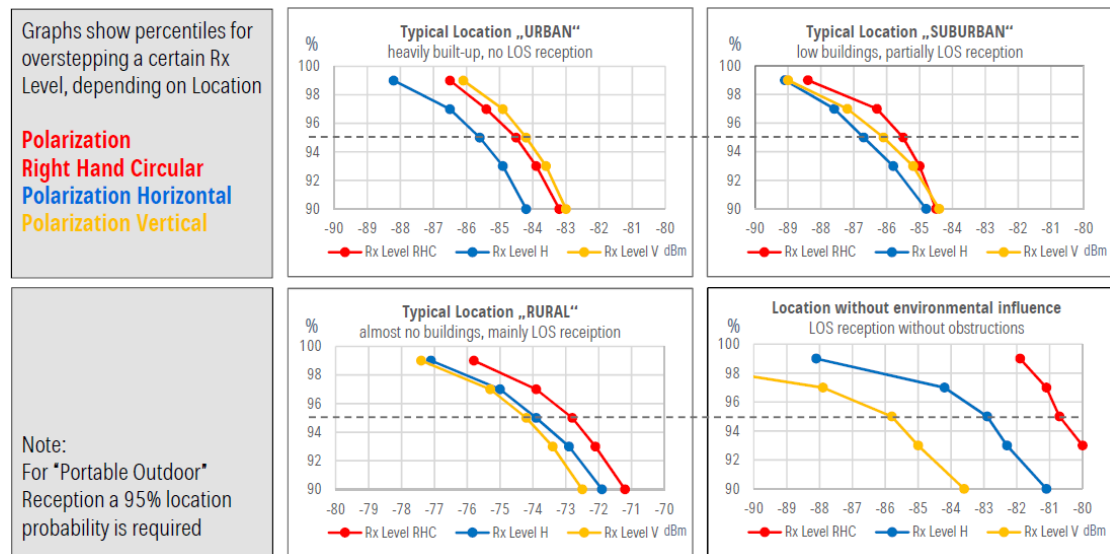 Graphs show percentiles for
overstepping a certain Rx
Level, depending on Location
Polarization
Right Hand Circular
Polarization Horizontal
Polarization Vertical
Typical Location „URBAN“
heavily built-up, no LOS reception
%
100
98
96
94
92
90
-90 -89 -88 -87 -86 -85 -84 -83 -82 -81 -80
Rx Level RHC Rx Level H Rx Level V dBm
Typical Location „SUBURBAN“
low buildings, partially LOS reception
%
100
98
96
94
92
90
-90 -89 -88 -87 -86 -85 -84 -83 -82 -81 -80
Rx Level RHC Rx Level H Rx Level V dBm
Note:
For “Portable Outdoor”
Reception a 95% location
probability is required
Typical Location „RURAL“
almost no buildings, mainly LOS receiption
%
100
98
96
94
92
90
-80 -79 -78 -77 -76 -75 -74 -73 -72 -71 -70
Rx Level RHC Rx Level H Rx Level V dBm
Location without environmental influence
LOS reception without obstructions
%
100
98
96
94
92
90
-90 -89 -88 -87 -86 -85 -84 -83 -82 -81 -80
Rx Level RHC Rx Level H Rx Level V dBm